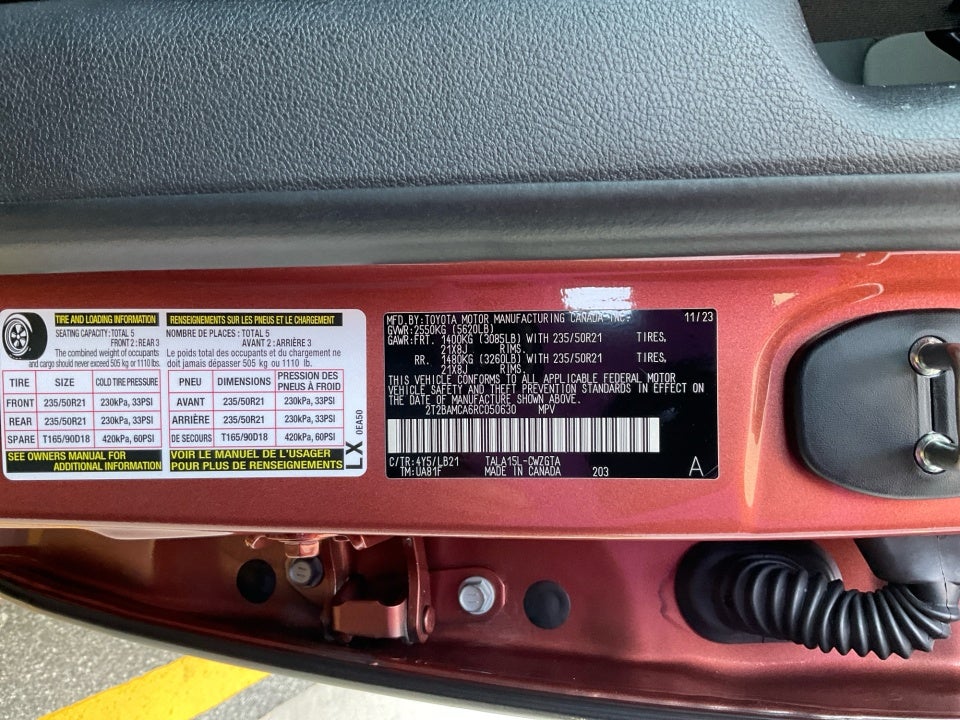 TIRE AND LOADING INFORMATION
SEATING CAPACITY: TOTAL 5
FRONT 2 : REAR 3
The combined weight of occupants
and cargo should never exceed 505 kg or 1110 lbs.
RENSEIGNEMENTS SUR LES PNEUS ET LE CHARGEMENT
NOMBRE DE PLACES : TOTAL 5
AVANT 2 : ARRIÈRE 3
Le poids total des occupants et du chargement ne
doit jamais dépasser 505 kg ou 1110 lb.
TIRE SIZE COLD TIRE PRESSURE
FRONT 235/50R21 230kPa, 33PSI
REAR 235/50R21 230kPa, 33PSI
SPARE T165/90D18 420kPa, 60PSI
SEE OWNERS MANUAL FOR
ADDITIONAL INFORMATION
PNEU DIMENSIONS PRESSION DES
PNEUS À FROID
AVANT 235/50R21 230kPa, 33PSI
ARRIÈRE 235/50R21 230kPa, 33PSI
DE SECOURS T165/90D18 420kPa, 60PSI
VOIR LE MANUEL DE L'USAGER
POUR PLUS DE RENSEIGNEMENTS
LX 0EA50
MFD.BY:TOYOTA MOTOR MANUFACTURING CANADA INC. 11/23
GVWR:2550KG (5620LB)
GAWR:FRT. 1400KG (3085LB) WITH 235/50R21 TIRES,
21X8J RIMS
RR. 1480KG (3260LB) WITH 235/50R21 TIRES,
21X8J RIMS
THIS VEHICLE CONFORMS TO ALL APPLICABLE FEDERAL MOTOR
VEHICLE SAFETY AND THEFT PREVENTION STANDARDS IN EFFECT ON
THE DATE OF MANUFACTURE SHOWN ABOVE.
2T2BAMCA6RC050630 MPV
C/TR:4Y5/LB21 TALA15L-CWZGTA
TM:UA81F MADE IN CANADA 203
A